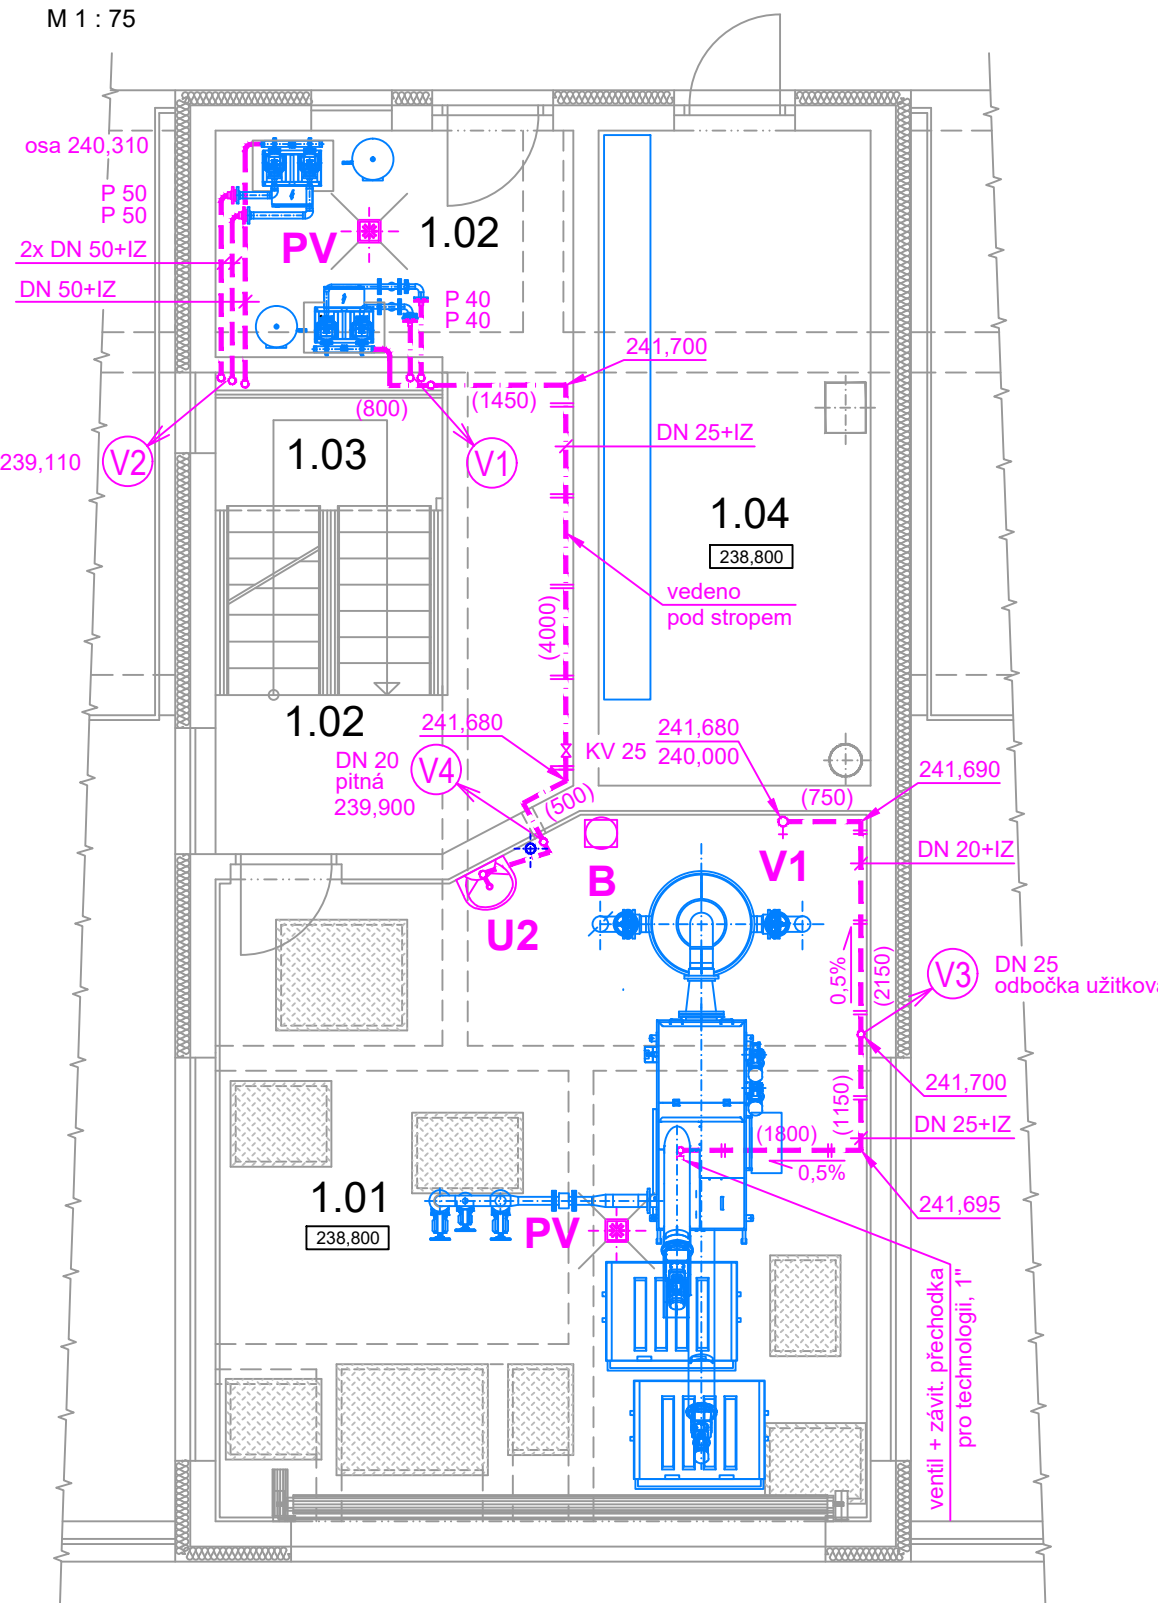 M 1 : 75
osa 240,310
P 50
P 50
2x DN 50+IZ
DN 50+IZ
PV
1.02
P 40
P 40
241,700
(800)
(1450)
DN 25+IZ
239,110
V2
1.03
V1
1.04
238,800
vedeno
pod stropem
(4000)
1.02
241,680
DN 20
pitná
239,900
V4
KV 25
241,680
240,000
(500)
(750)
241,690
DN 20+IZ
B
V1
U2
0,5%
(2150)
V3
DN 25
odbočka užitkov
241,700
(1150)
DN 25+IZ
(1800)
0,5%
241,695
1.01
238,800
PV
ventil + závit. přechodka
pro technologii, 1"